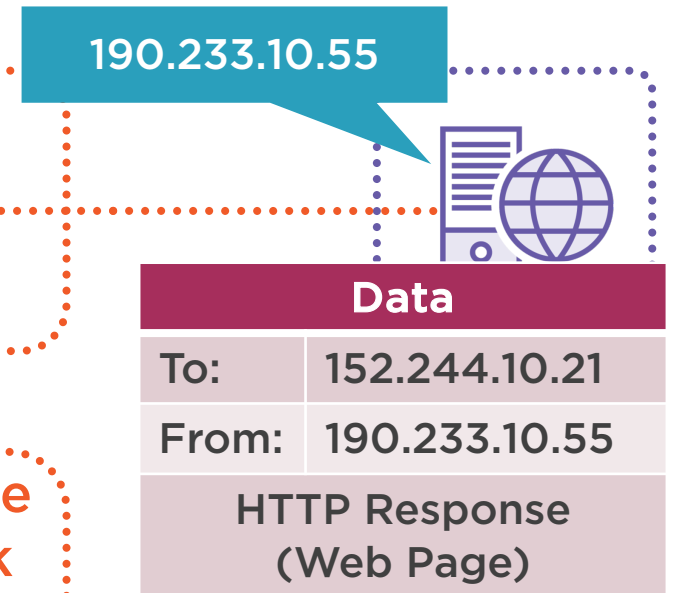 190.233.10.55
Data
To: 152.244.10.21
From: 190.233.10.55
HTTP Response
(Web Page)